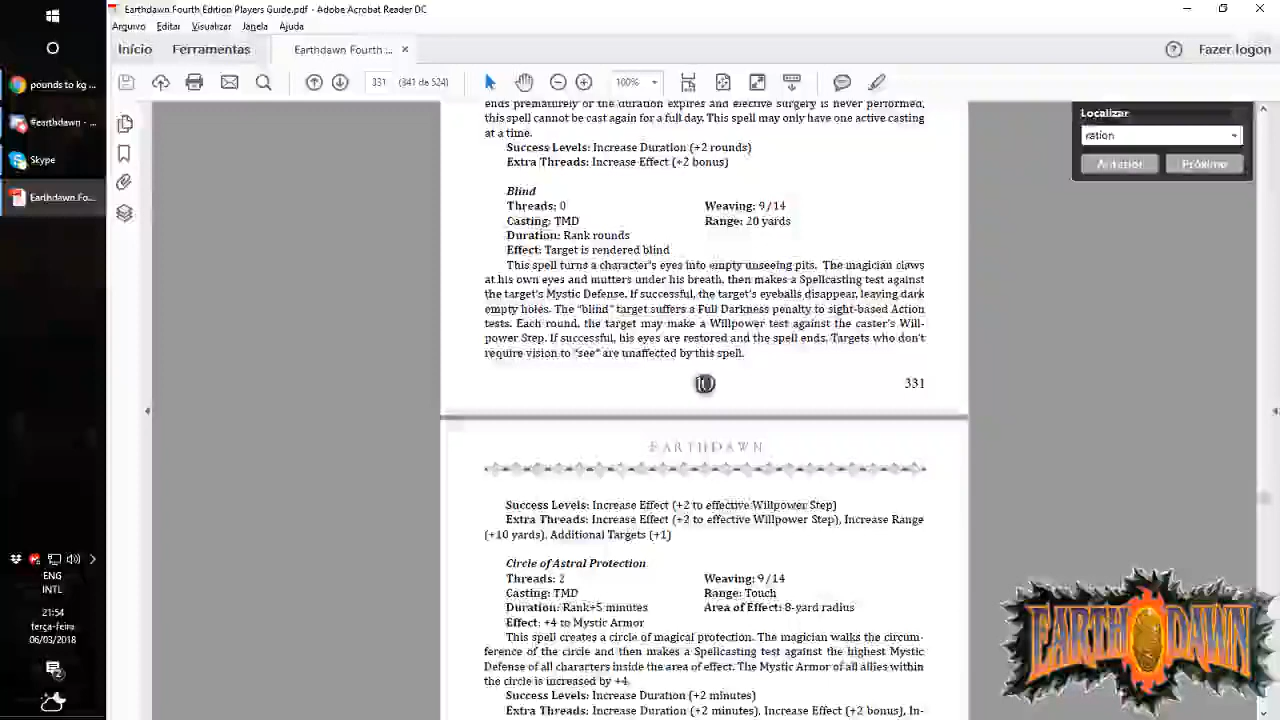 Earthdawn Fourth Edition Players Guide.pdf - Adobe Acrobat Reader DC
Arquivo Editar Visualizar Janela Ajuda
Início Ferramentas Earthdawn Fourth ... × Fazer logon
331 (341 da 524) 100%
Localizar
ration
Anterior Próximo
pounds to kg ...
#earthdawn - ...
Skype
Earthdawn Fo...
ends prematurely or the duration expires and elective surgery is never performed,
this spell cannot be cast again for a full day. This spell may only have one active casting
at a time.
Success Levels: Increase Duration (+2 rounds)
Extra Threads: Increase Effect (+2 bonus)
Blind
Threads: 0 Weaving: 9/14
Casting: TMD Range: 20 yards
Duration: Rank rounds
Effect: Target is rendered blind
This spell turns a character's eyes into empty unseeing pits. The magician claws
at his own eyes and mutters under his breath, then makes a Spellcasting test against
the target's Mystic Defense. If successful, the target's eyeballs disappear, leaving dark
empty holes. The "blind" target suffers a Full Darkness penalty to sight-based Action
tests. Each round, the target may make a Willpower test against the caster's Will-
power Step. If successful, his eyes are restored and the spell ends. Targets who don't
require vision to "see" are unaffected by this spell.
331
EARTHDAWN
Success Levels: Increase Effect (+2 to effective Willpower Step)
Extra Threads: Increase Effect (+2 to effective Willpower Step), Increase Range
(+10 yards), Additional Targets (+1)
Circle of Astral Protection
Threads: 2 Weaving: 9/14
Casting: TMD Range: Touch
Duration: Rank+5 minutes Area of Effect: 8-yard radius
Effect: +4 to Mystic Armor
This spell creates a circle of magical protection. The magician walks the circum-
ference of the circle and then makes a Spellcasting test against the highest Mystic
Defense of all characters inside the area of effect. The Mystic Armor of all allies within
the circle is increased by +4.
Success Levels: Increase Duration (+2 minutes)
Extra Threads: Increase Duration (+2 minutes), Increase Effect (+2 bonus), In-
ENG
INTL
21:54
terça-feira
06/03/2018
2
EARTHDAWN